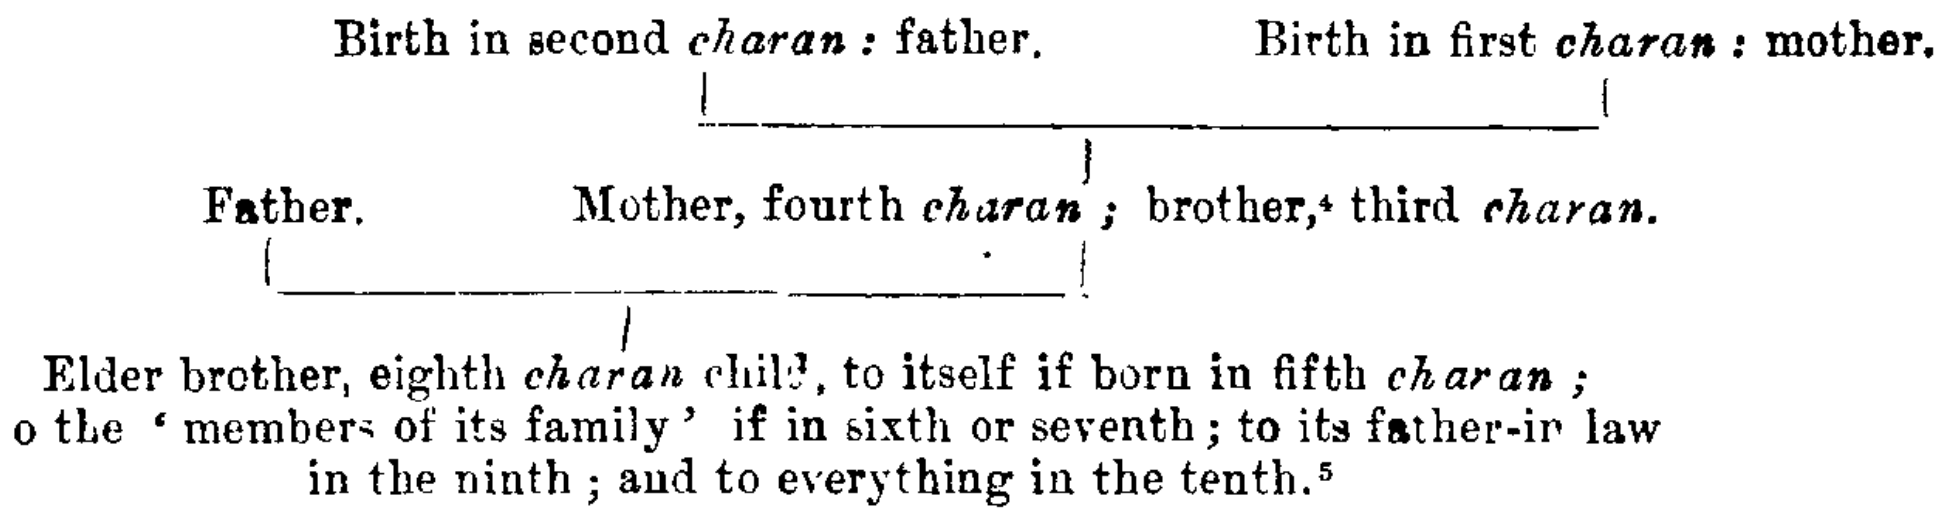 Birth in second charan : father. Birth in first charan : mother.
Father. Mother, fourth charan ; brother,⁴ third charan.
Elder brother, eighth charan child, to itself if born in fifth charan ;
o the ‘ members of its family ’ if in sixth or seventh ; to its father-in law
in the ninth ; and to everything in the tenth.⁵